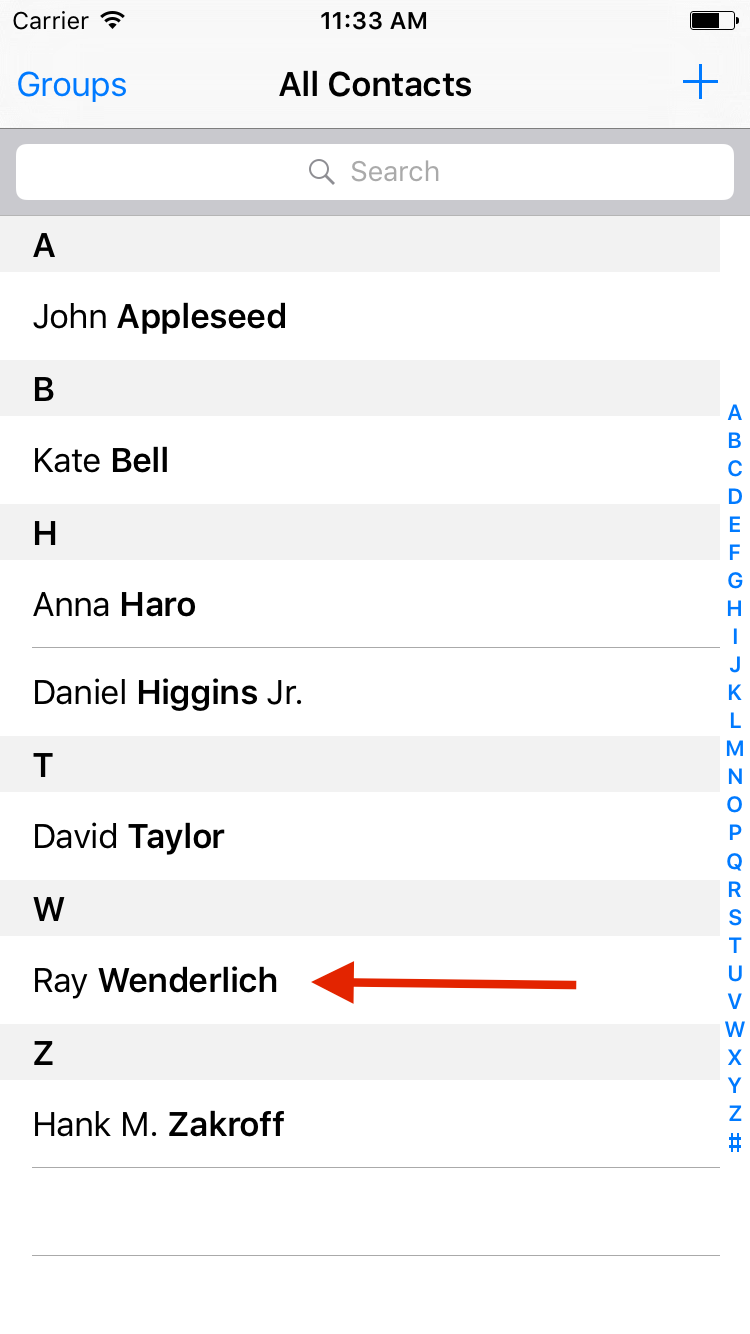 Carrier 11:33 AM
Groups All Contacts +
Search
A
John Appleseed
B
Kate Bell
H
Anna Haro
Daniel Higgins Jr.
T
David Taylor
W
Ray Wenderlich
Z
Hank M. Zakroff
A
B
C
D
E
F
G
H
I
J
K
L
M
N
O
P
Q
R
S
T
U
V
W
X
Y
Z
#